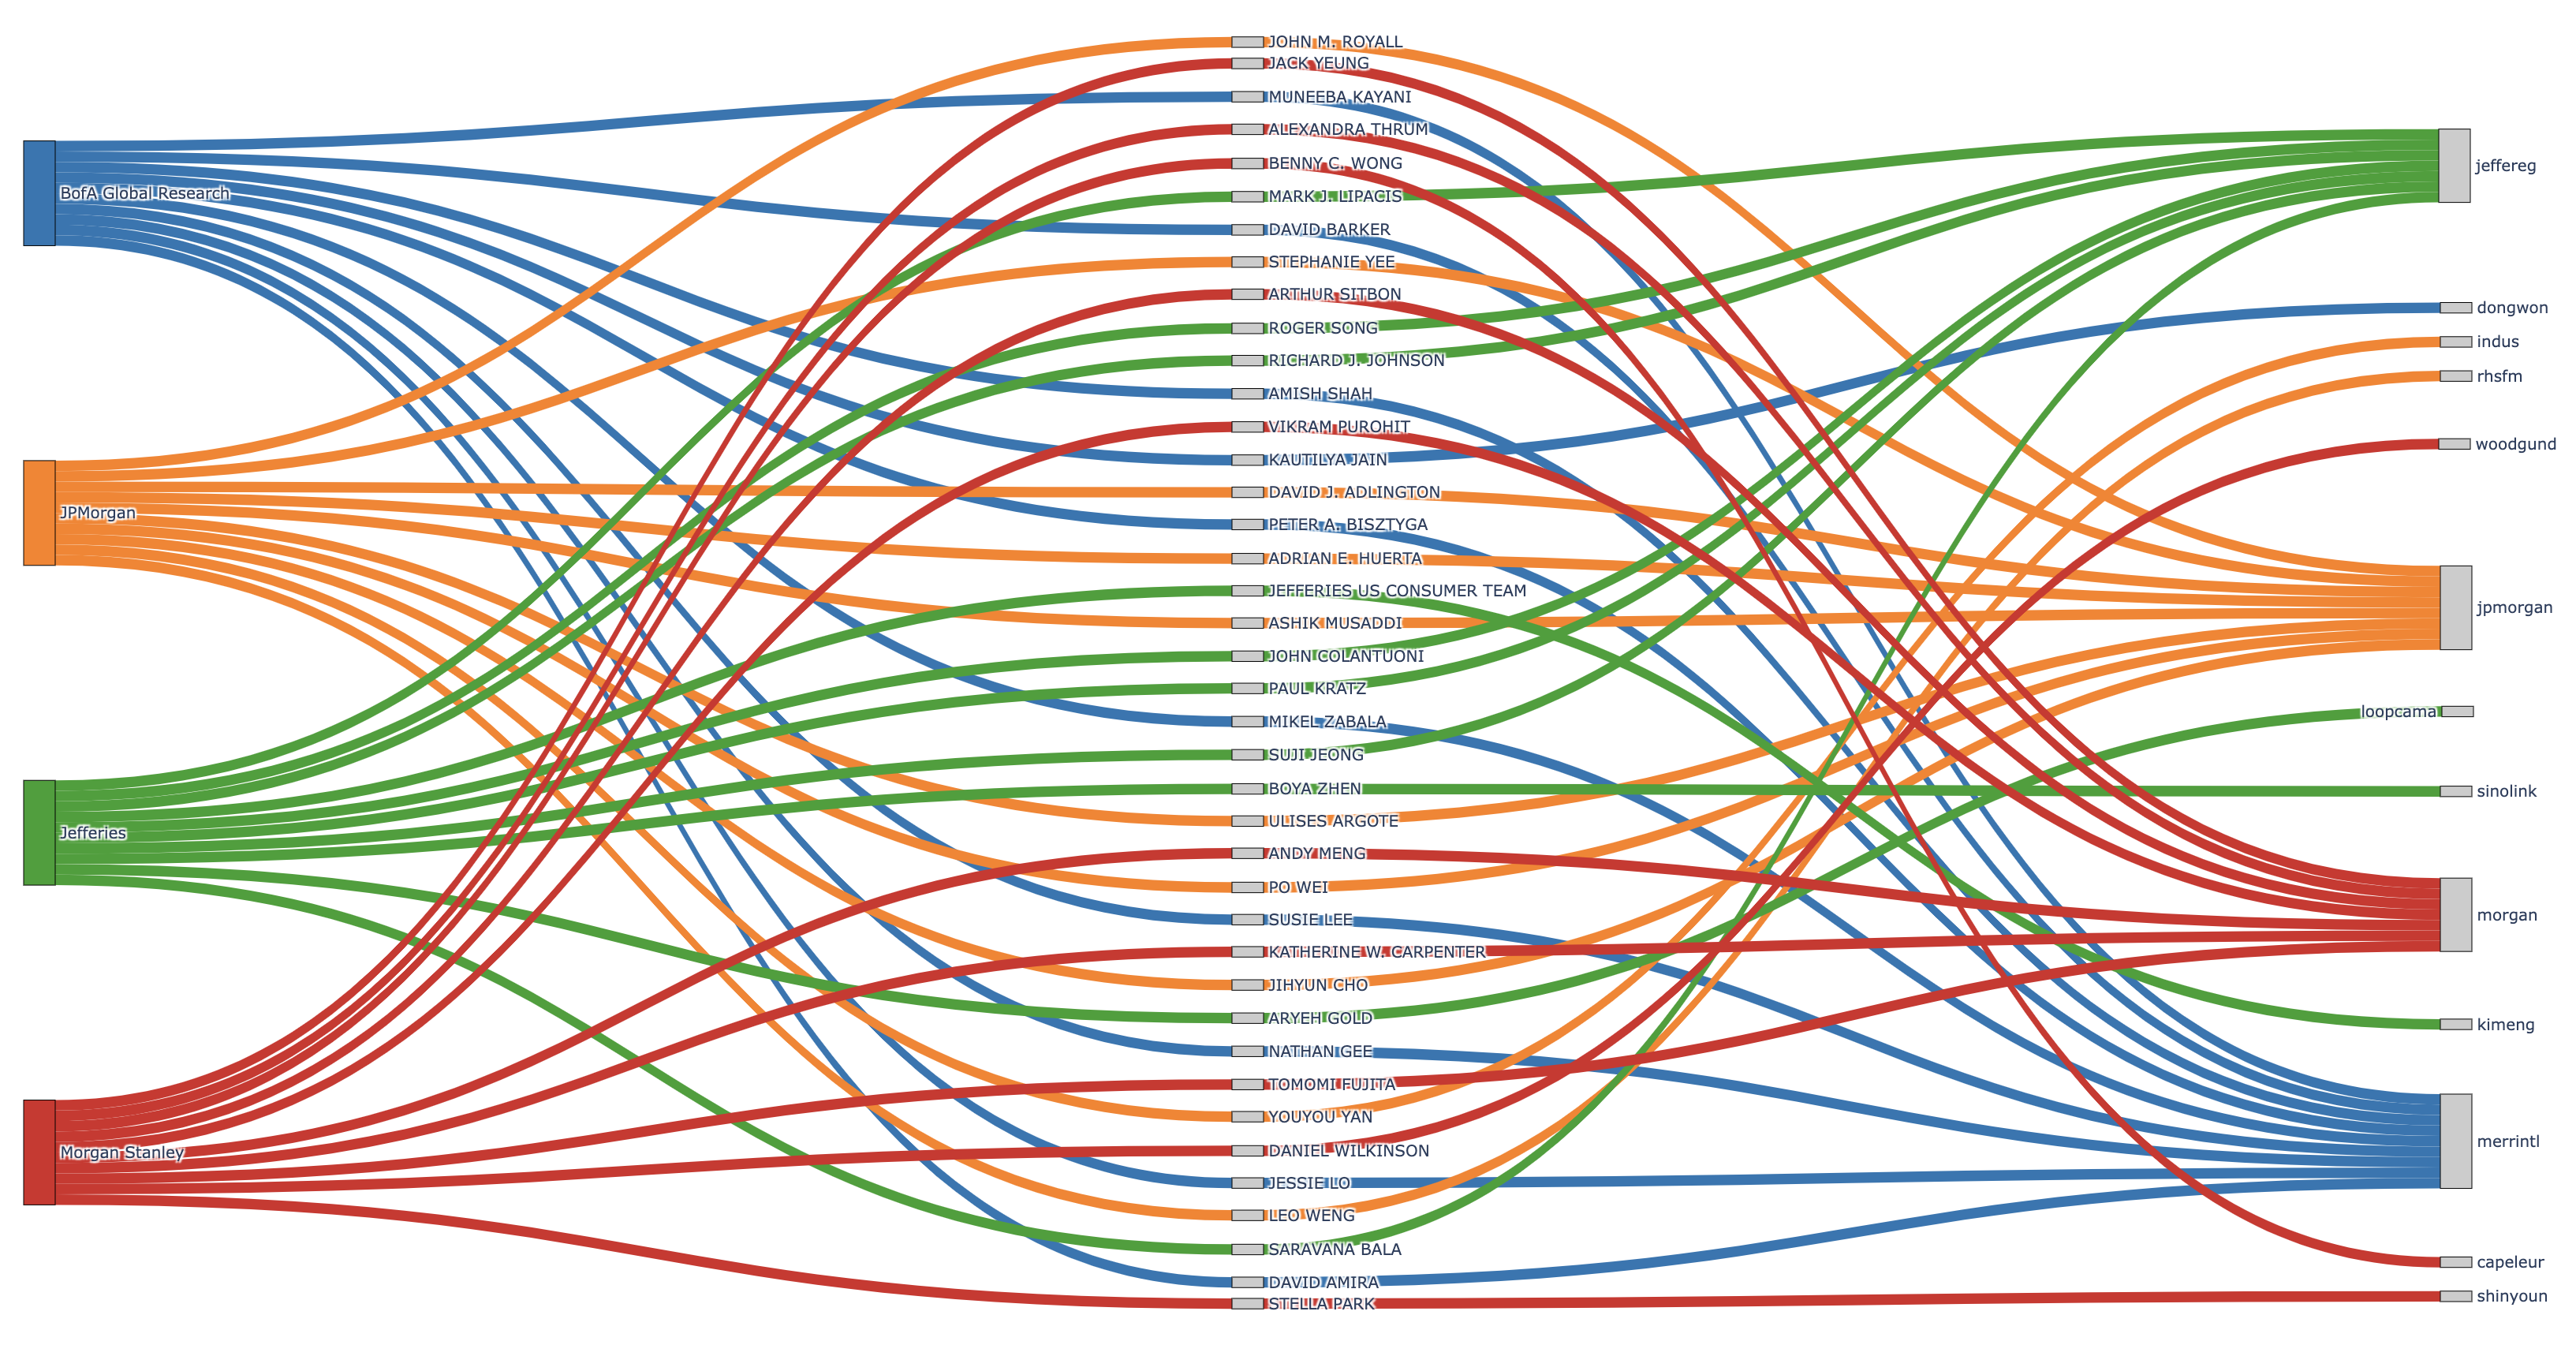 BofA Global Research
JPMorgan
Jefferies
Morgan Stanley
JOHN M. ROYALL
JACK YEUNG
MUNEEBA KAYANI
ALEXANDRA THRUM
BENNY C. WONG
MARK J. LIPACIS
DAVID BARKER
STEPHANIE YEE
ARTHUR SITBON
ROGER SONG
RICHARD J. JOHNSON
AMISH SHAH
VIKRAM PUROHIT
KAUTILYA JAIN
DAVID J. ADLINGTON
PETER A. BISZTYGA
ADRIAN E. HUERTA
JEFFERIES US CONSUMER TEAM
ASHIK MUSADDI
JOHN COLANTUONI
PAUL KRATZ
MIKEL ZABALA
SUJI JEONG
BOYA ZHEN
ULISES ARGOTE
ANDY MENG
PO WEI
SUSIE LEE
KATHERINE W. CARPENTER
JIHYUN CHO
ARYEH GOLD
NATHAN GEE
TOMOMI FUJITA
YOUYOU YAN
DANIEL WILKINSON
JESSIE LO
LEO WENG
SARAVANA BALA
DAVID AMIRA
STELLA PARK
jeffereg
dongwon
indus
rhsfm
woodgund
jpmorgan
loopcama
sinolink
morgan
kimeng
merrintl
capeleur
shinyoun